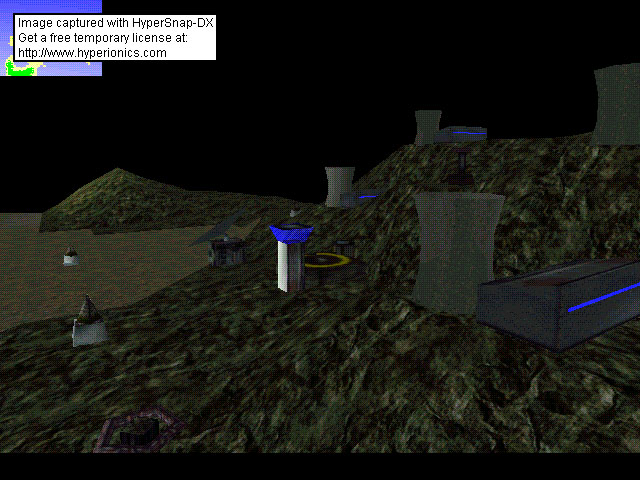 Image captured with HyperSnap-DX
Get a free temporary license at:
http://www.hyperionics.com